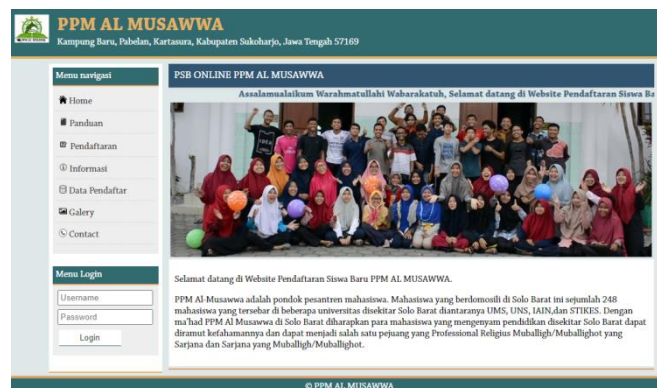 PPM AL MUSAWWA
Kampung Baru, Pabelan, Kartasura, Kabupaten Sukoharjo, Jawa Tengah 57169
Menu navigasi
Home
Panduan
Pendaftaran
Informasi
Data Pendaftar
Galery
Contact
Menu Login
Username
Password
Login
PSB ONLINE PPM AL MUSAWWA
Assalamualaikum Warahmatullahi Wabarakatuh, Selamat datang di Website Pendaftaran Siswa Ba
Selamat datang di Website Pendaftaran Siswa Baru PPM AL MUSAWWA.
PPM Al-Musawwa adalah pondok pesantren mahasiswa. Mahasiswa yang berdomosili di Solo Barat ini sejumlah 248
mahasiswa yang tersebar di beberapa universitas disekitar Solo Barat diantaranya UMS, UNS, IAIN,dan STIKES. Dengan
ma'had PPM Al Musawwa di Solo Barat diharapkan para mahasiswa yang mengenyam pendidikan disekitar Solo Barat dapat
diramut kefahamannya dan dapat menjadi salah satu pejuang yang Professional Religius Muballigh/Muballighot yang
Sarjana dan Sarjana yang Muballigh/Muballighot.
© PPM AL MUSAWWA